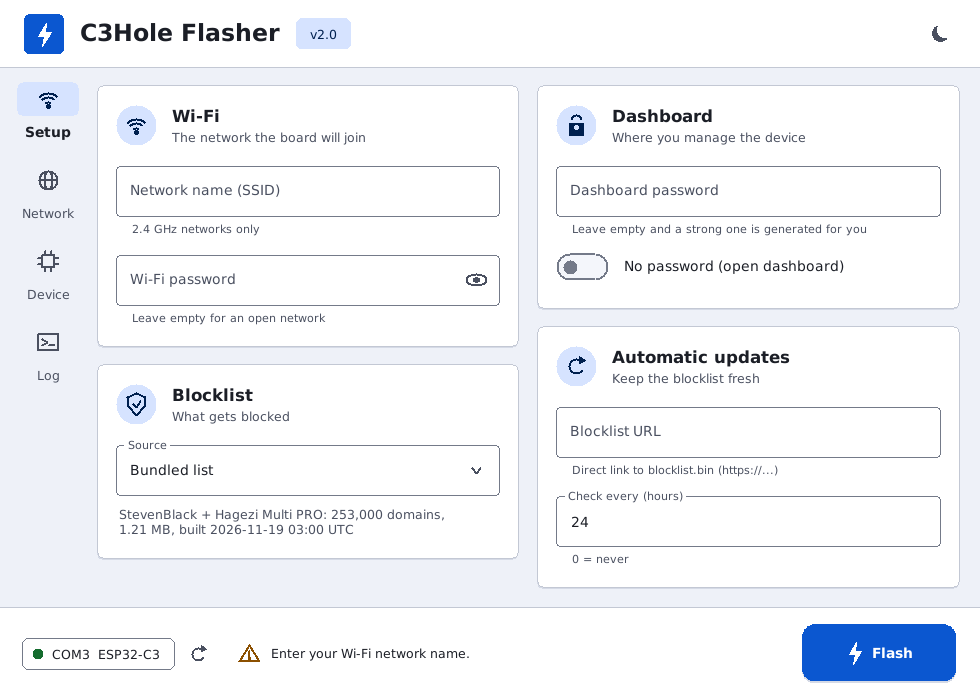 C3Hole Flasher
v2.0
Setup
Network
Device
Log
Wi-Fi
The network the board will join
Network name (SSID)
2.4 GHz networks only
Wi-Fi password
Leave empty for an open network
Blocklist
What gets blocked
Source
Bundled list
StevenBlack + Hagezi Multi PRO: 253,000 domains,
1.21 MB, built 2026-11-19 03:00 UTC
Dashboard
Where you manage the device
Dashboard password
Leave empty and a strong one is generated for you
No password (open dashboard)
Automatic updates
Keep the blocklist fresh
Blocklist URL
Direct link to blocklist.bin (https://...)
Check every (hours)
24
0 = never
COM3 ESP32-C3
Enter your Wi-Fi network name.
Flash